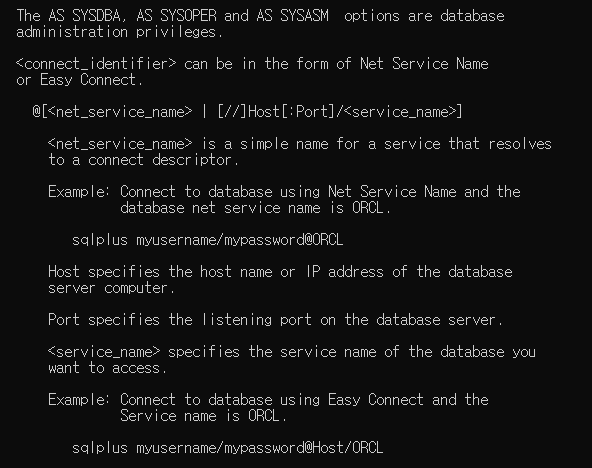 The AS SYSDBA, AS SYSOPER and AS SYSASM  options are database
administration privileges.
<connect_identifier> can be in the form of Net Service Name
or Easy Connect.
@[<net_service_name> | [//]Host[:Port]/<service_name>]
<net_service_name> is a simple name for a service that resolves
to a connect descriptor.
Example: Connect to database using Net Service Name and the
database net service name is ORCL.
sqlplus myusername/mypassword@ORCL
Host specifies the host name or IP address of the database
server computer.
Port specifies the listening port on the database server.
<service_name> specifies the service name of the database you
want to access.
Example: Connect to database using Easy Connect and the
Service name is ORCL.
sqlplus myusername/mypassword@Host/ORCL